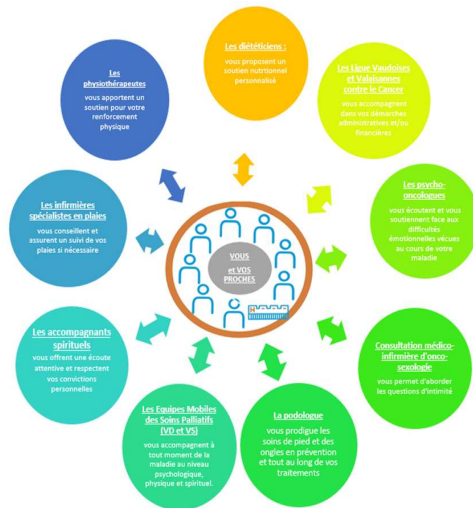 Les diététiciens :
vous proposent un
soutien nutritionnel
personnalisé
Les Ligue Vaudoises
et Valaisannes
contre le Cancer
vous accompagnent
dans vos démarches
administratives et/ou
financières
Les psycho-
oncologues
vous écoutent et vous
soutiennent face aux
difficultés
émotionnelles vécues
au cours de votre
maladie
Consultation médico-
infirmière d'onco-
sexologie
vous permet d'aborder
les questions d'intimité
La podologue
vous prodigue les
soins de pied et des
ongles en prévention
et tout au long de vos
traitements
Les Equipes Mobiles
des Soins Palliatifs
(VD et VS)
vous accompagnent à
tout moment de la
maladie au niveau
psychologique,
physique et spirituel.
Les accompagnants
spirituels
vous offrent une écoute
attentive et respectent
vos convictions
personnelles
Les infirmières
spécialistes en plaies
vous conseillent et
assurent un suivi de vos
plaies si nécessaire
Les
physiothérapeutes
vous apportent un
soutien pour votre
renforcement
physique
VOUS
et VOS
PROCHES